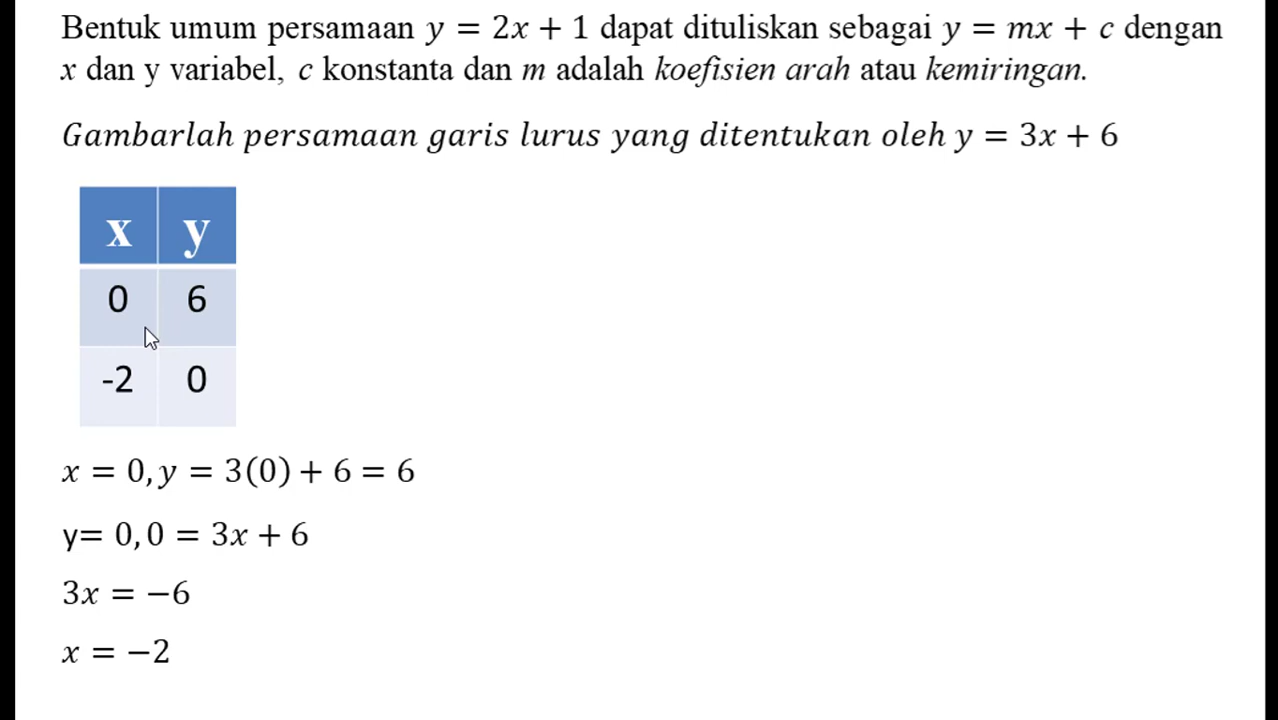 Bentuk umum persamaan y = 2x + 1 dapat dituliskan sebagai y = mx + c dengan
x dan y variabel, c konstanta dan m adalah koefisien arah atau kemiringan.
Gambarlah persamaan garis lurus yang ditentukan oleh y = 3x + 6
x y
0 6
-2 0
x = 0, y = 3(0) + 6 = 6
y= 0, 0 = 3x + 6
3x = −6
x = −2